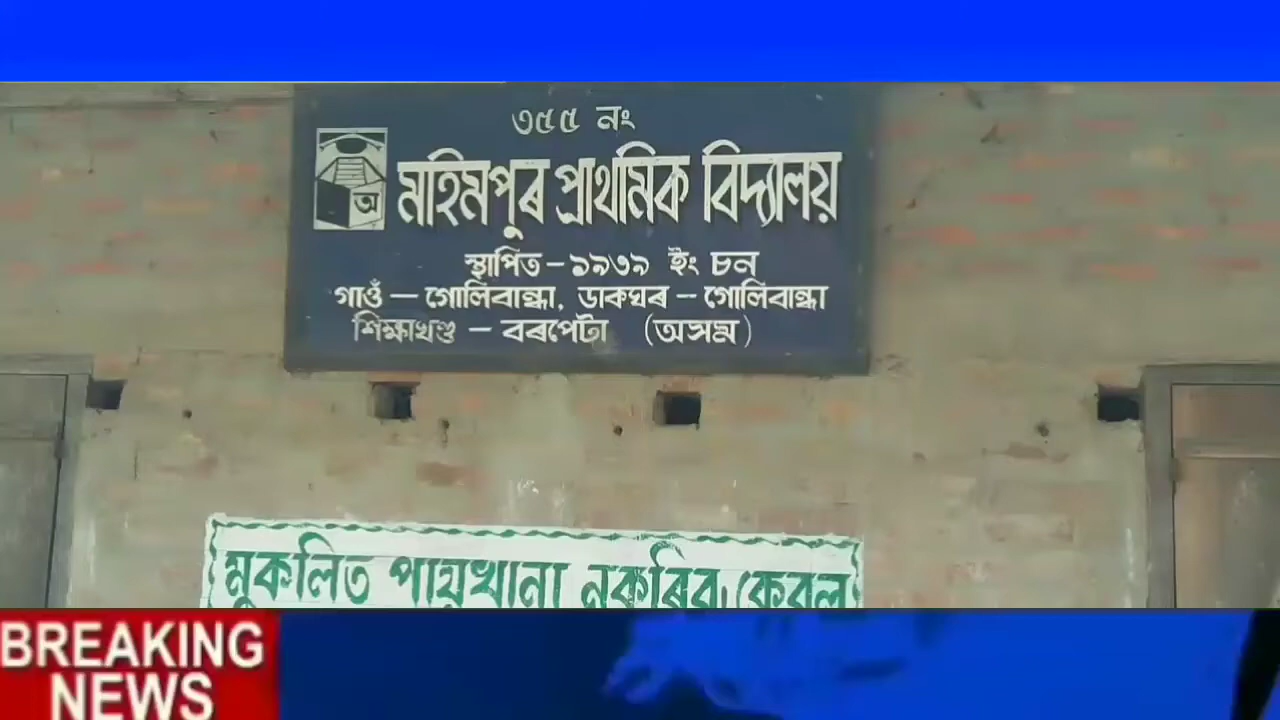 ৩৫৫ নং
অ
মহিমপুৰ প্ৰাথমিক বিদ্যালয়
স্থাপিত-১৯৩৯ ইং চন
গাওঁ — গোলিবান্ধা, ডাকঘৰ – গোলিবান্ধা
শিক্ষাখণ্ড – বৰপেটা (অসম)
মুকলিত পায়খানা নকৰিব, কেবল
BREAKING
NEWS